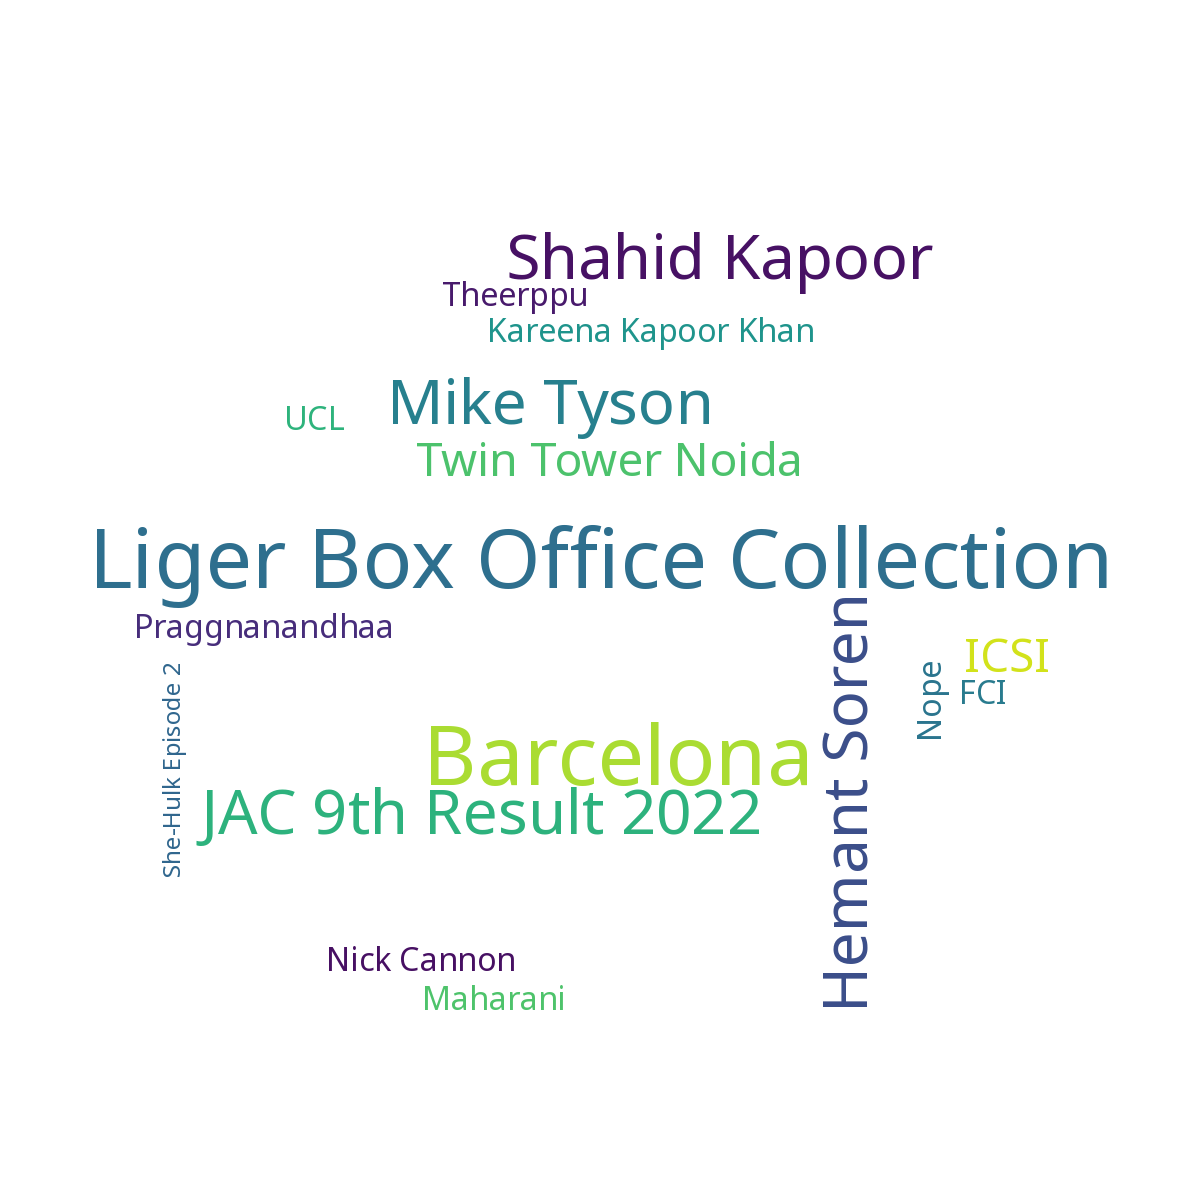 Shahid Kapoor
Theerppu
Kareena Kapoor Khan
Mike Tyson
UCL
Twin Tower Noida
Liger Box Office Collection
Praggnanandhaa
Hemant Soren
ICSI
Nope
FCI
She-Hulk Episode 2
Barcelona
JAC 9th Result 2022
Nick Cannon
Maharani